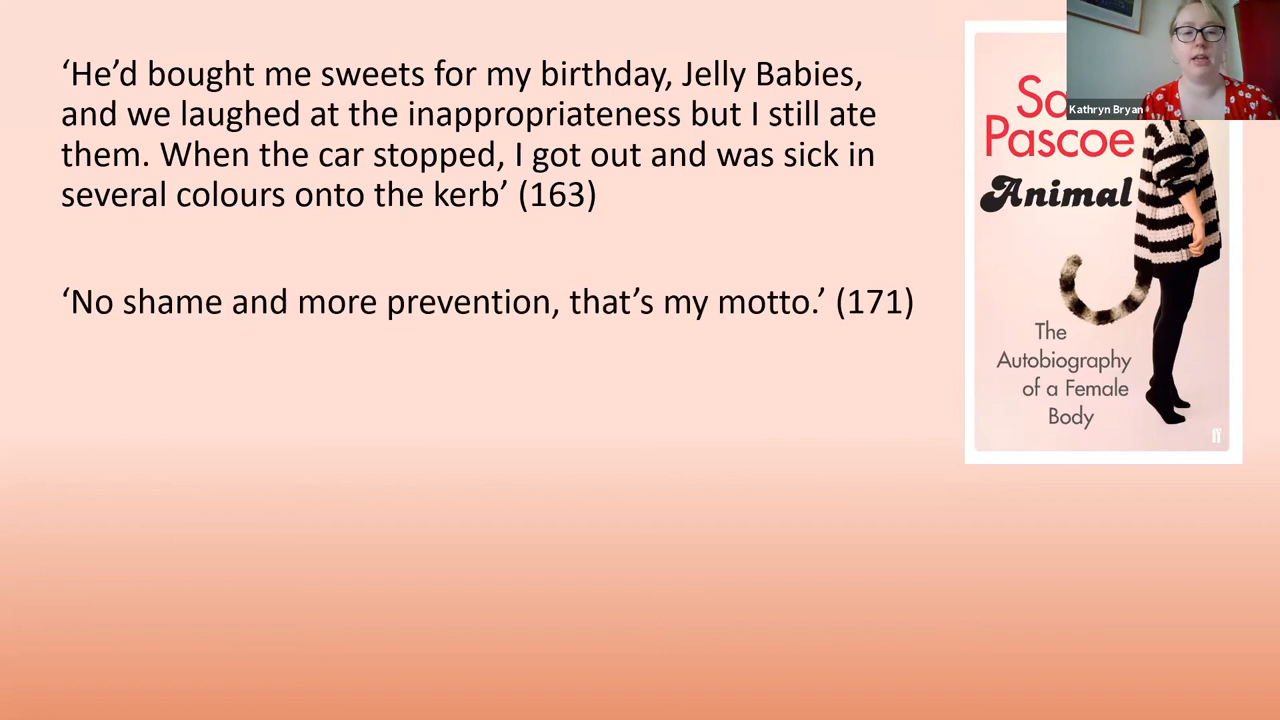 ‘He’d bought me sweets for my birthday, Jelly Babies,
and we laughed at the inappropriateness but I still ate
them. When the car stopped, I got out and was sick in
several colours onto the kerb’ (163)
‘No shame and more prevention, that’s my motto.’ (171)
Pascoe
Animal
The
Autobiography
of a Female
Body
ff
Kathryn Bryan